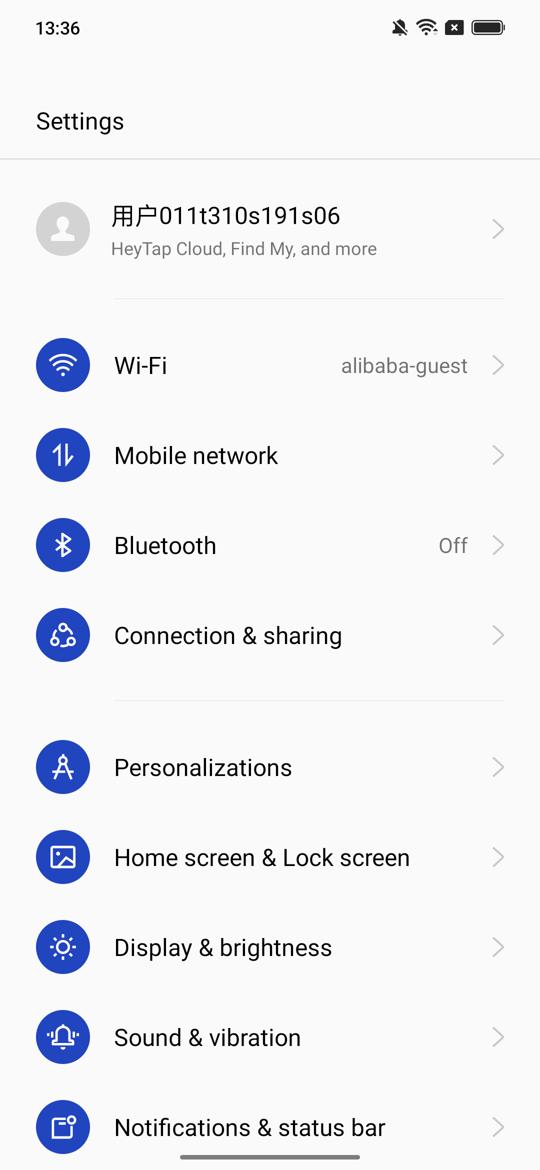 13:36
Settings
用户011t310s191s06
HeyTap Cloud, Find My, and more
Wi-Fi
alibaba-guest
Mobile network
Bluetooth
Off
Connection & sharing
Personalizations
Home screen & Lock screen
Display & brightness
Sound & vibration
Notifications & status bar